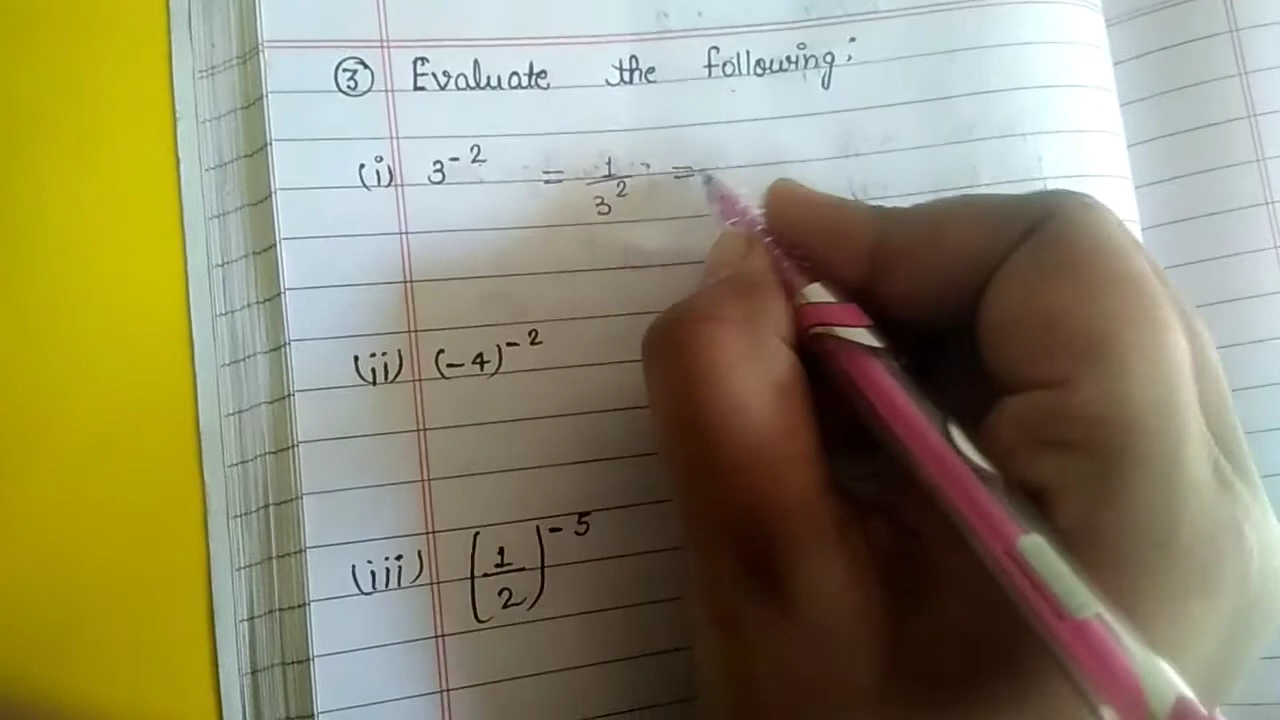 ③ Evaluate the following:
(i) 3⁻² = 1/3² =
(ii) (-4)⁻²
(iii) (1/2)⁻⁵